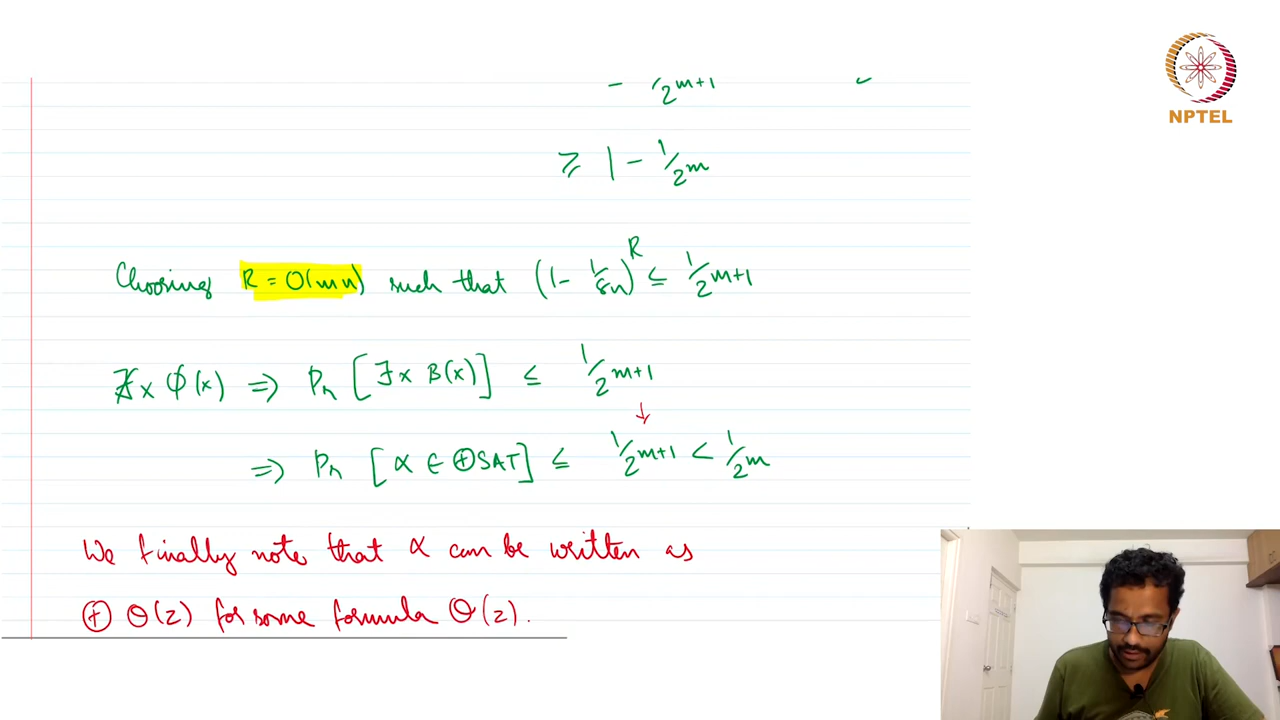 - 1/2^{m+1}
NPTEL
≥ 1 - 1/2^m
Choosing R = O(mn) such that (1 - 1/8n)^R ≤ 1/2^{m+1}
∄x ϕ(x) ⇒ Pr [∃x β(x)] ≤ 1/2^{m+1}
↓
⇒ Pr [α ∈ ⊕SAT] ≤ 1/2^{m+1} < 1/2^m
We finally note that α can be written as
⊕ Θ(z) for some formula Θ(z).